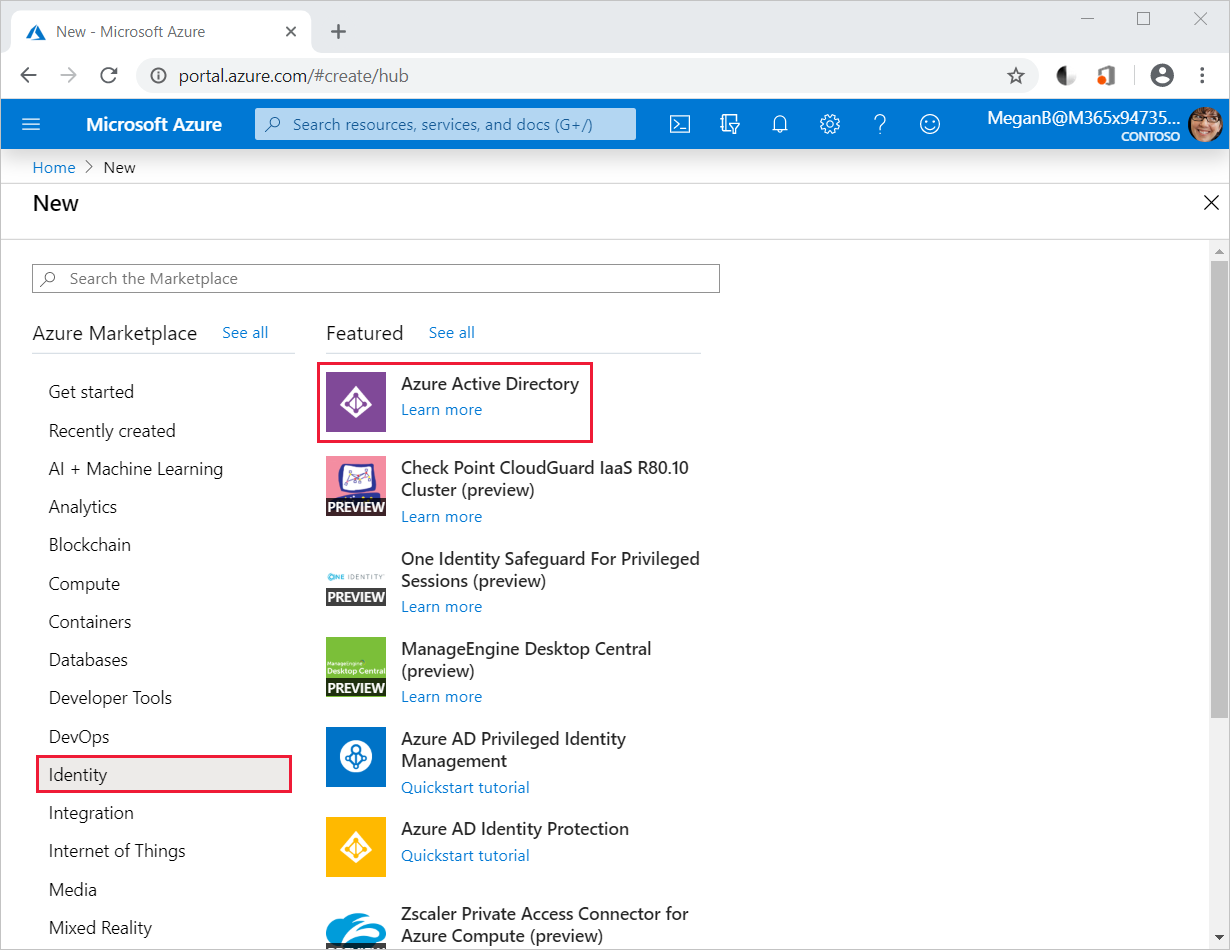 New - Microsoft Azure
portal.azure.com/#create/hub
Microsoft Azure
Search resources, services, and docs (G+/)
MeganB@M365x94735...
CONTOSO
Home > New
New
Search the Marketplace
Azure Marketplace See all
Get started
Recently created
AI + Machine Learning
Analytics
Blockchain
Compute
Containers
Databases
Developer Tools
DevOps
Identity
Integration
Internet of Things
Media
Mixed Reality
Featured See all
Azure Active Directory
Learn more
PREVIEW
Check Point CloudGuard IaaS R80.10
Cluster (preview)
Learn more
ONE IDENTITY
PREVIEW
One Identity Safeguard For Privileged
Sessions (preview)
Learn more
ManageEngine
Desktop Central
PREVIEW
ManageEngine Desktop Central
(preview)
Learn more
Azure AD Privileged Identity
Management
Quickstart tutorial
Azure AD Identity Protection
Quickstart tutorial
Zscaler Private Access Connector for
Azure Compute (preview)